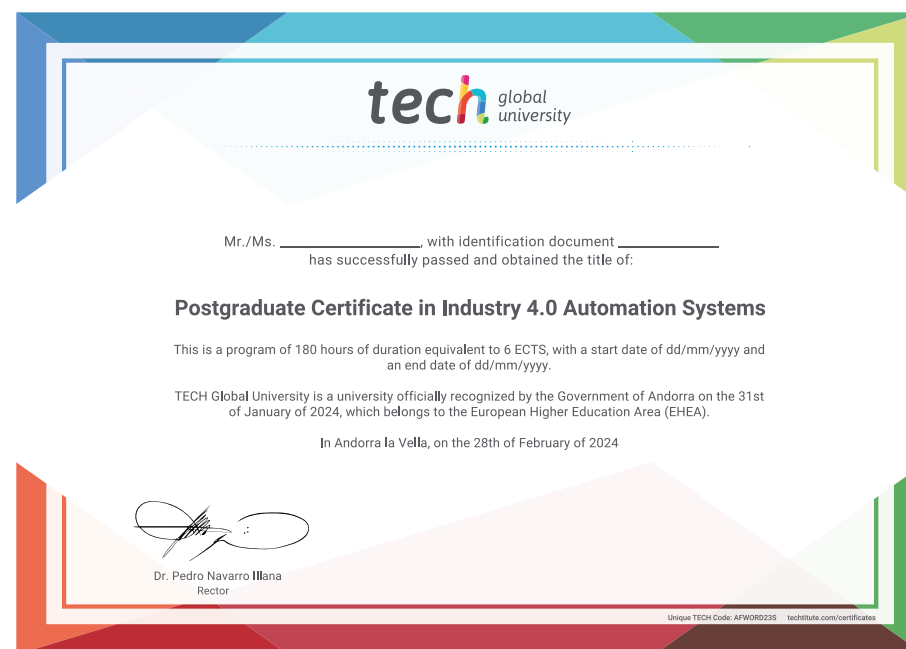 tech global university
Mr./Ms. ____________________, with identification document ______________
has successfully passed and obtained the title of:
Postgraduate Certificate in Industry 4.0 Automation Systems
This is a program of 180 hours of duration equivalent to 6 ECTS, with a start date of dd/mm/yyyy and
an end date of dd/mm/yyyy.
TECH Global University is a university officially recognized by the Government of Andorra on the 31st
of January of 2024, which belongs to the European Higher Education Area (EHEA).
In Andorra la Vella, on the 28th of February of 2024
Dr. Pedro Navarro Illana
Rector
Unique TECH Code: AFWORD23S techtitute.com/certificates